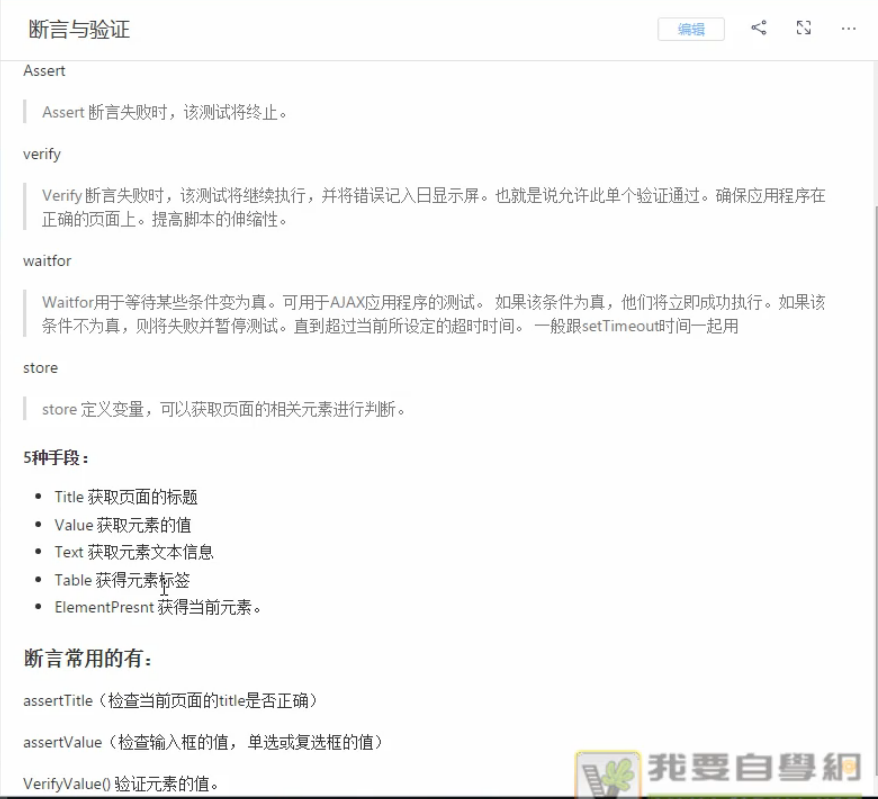 断言与验证
编辑
Assert
Assert 断言失败时，该测试将终止。
verify
Verify 断言失败时，该测试将继续执行，并将错误记入日显示屏。也就是说允许此单个验证通过。确保应用程序在
正确的页面上。提高脚本的伸缩性。
waitfor
Waitfor用于等待某些条件变为真。可用于AJAX应用程序的测试。 如果该条件为真，他们将立即成功执行。如果该
条件不为真，则将失败并暂停测试。直到超过当前所设定的超时时间。 一般跟setTimeout时间一起用
store
store 定义变量，可以获取页面的相关元素进行判断。
5种手段：
Title 获取页面的标题
Value 获取元素的值
Text 获取元素文本信息
Table 获得元素标签
ElementPresnt 获得当前元素。
断言常用的有：
assertTitle（检查当前页面的title是否正确）
assertValue（检查输入框的值， 单选或复选框的值）
VerifyValue() 验证元素的值。
我要自學網